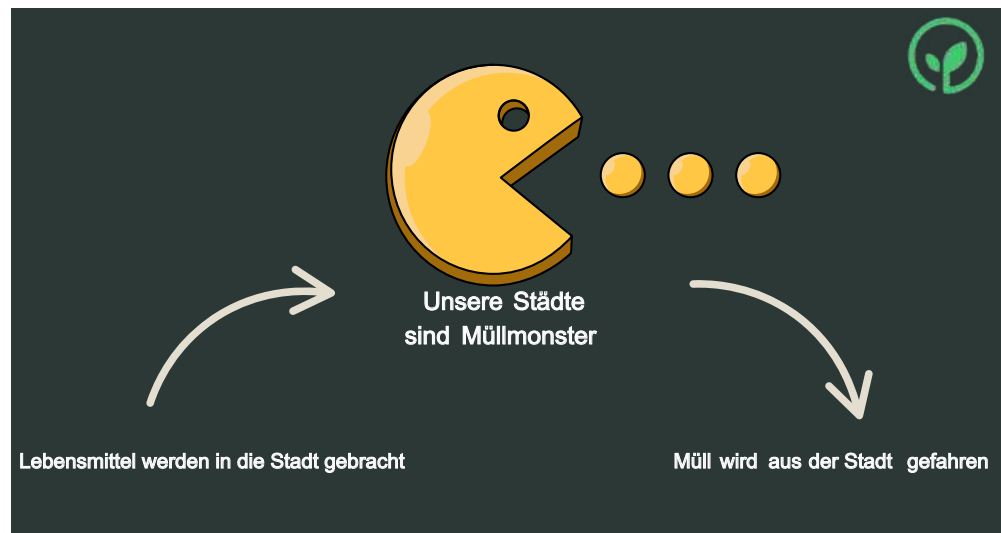 Unsere Städte
sind Müllmonster
Lebensmittel werden in die Stadt gebracht
Müll wird aus der Stadt gefahren